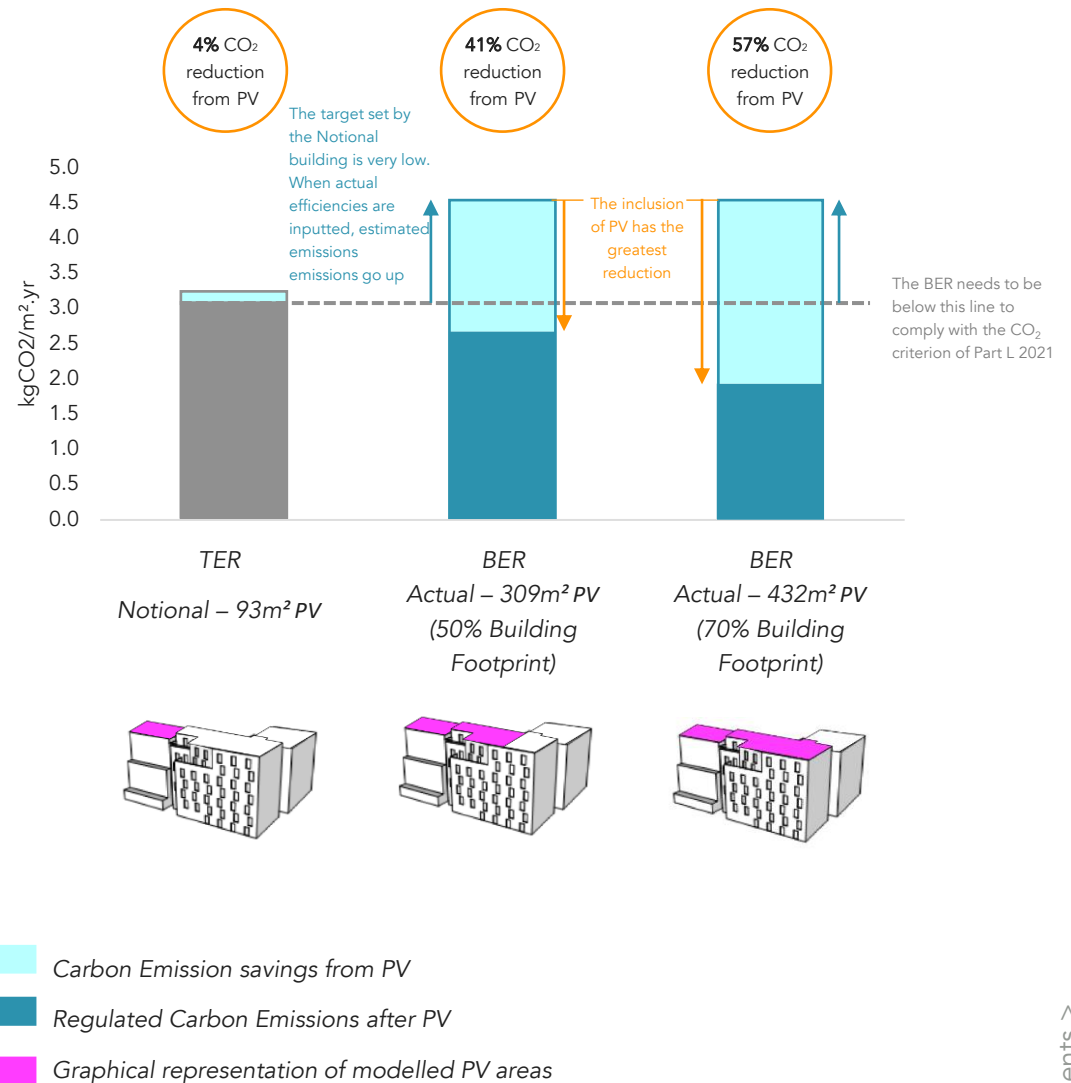 4% CO₂
reduction
from PV
41% CO₂
reduction
from PV
57% CO₂
reduction
from PV
The target set by
the Notional
building is very low.
When actual
efficiencies are
inputted, estimated
emissions
emissions go up
The inclusion
of PV has the
greatest
reduction
The BER needs to be
below this line to
comply with the CO₂
criterion of Part L 2021
kgCO2/m².yr
5.0
4.5
4.0
3.5
3.0
2.5
2.0
1.5
1.0
0.5
0.0
TER
Notional – 93m² PV
BER
Actual – 309m² PV
(50% Building
Footprint)
BER
Actual – 432m² PV
(70% Building
Footprint)
Carbon Emission savings from PV
Regulated Carbon Emissions after PV
Graphical representation of modelled PV areas
ents >